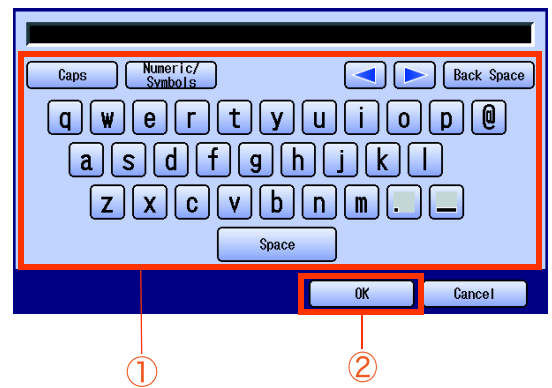 Caps Numeric/ Back Space
Symbols
q w e r t y u i o p @
a s d f g h j k l
z x c v b n m . _
Space
OK Cancel
① ②